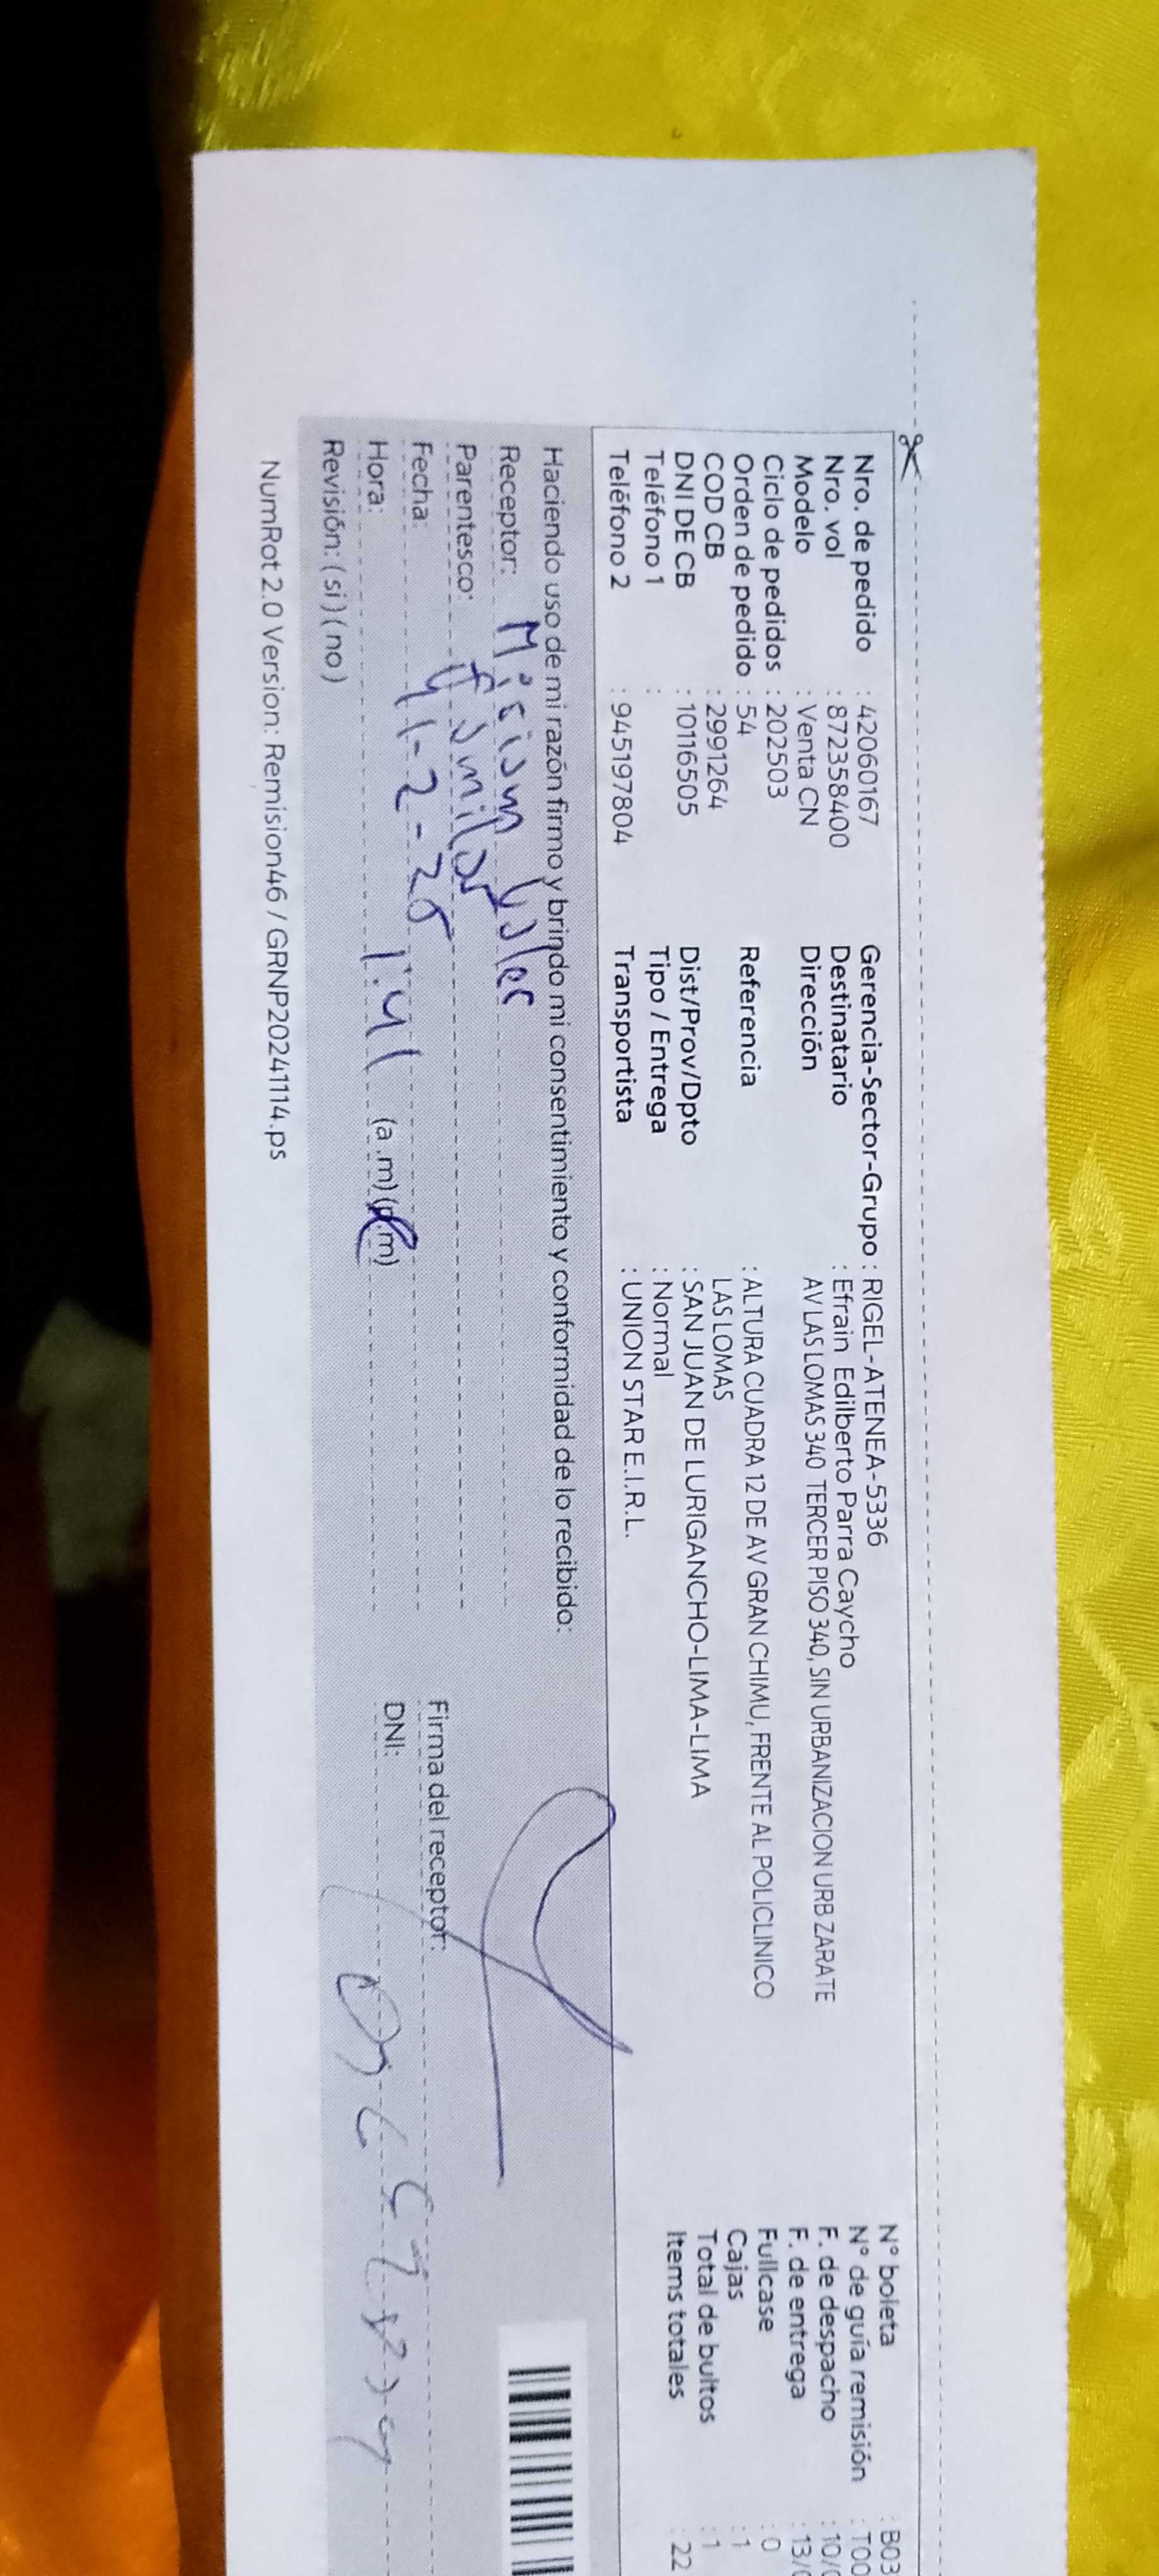 Nro. de pedido : 42060167
Nro. vol : 872358400
Modelo : Venta CN
Ciclo de pedidos : 202503
Orden de pedido : 54
COD CB : 2991264
DNI DE CB : 10116505
Teléfono 1 :
Teléfono 2 : 945197804
Gerencia-Sector-Grupo : RIGEL-ATENEA-5336
Destinatario : Efrain Edilberto Parra Caycho
Dirección AV LAS LOMAS 340 TERCER PISO 340, SIN URBANIZACION URB ZARATE
Referencia : ALTURA CUADRA 12 DE AV GRAN CHIMU, FRENTE AL POLICLINICO
LAS LOMAS
Dist/Prov/Dpto : SAN JUAN DE LURIGANCHO-LIMA-LIMA
Tipo / Entrega : Normal
Transportista : UNION STAR E.I.R.L.
N° boleta : B03
N° de guía remisión : T00
F. de despacho : 10/0
F. de entrega : 13/0
Fullcase : 0
Cajas : 1
Total de bultos : 1
Items totales : 22
Haciendo uso de mi razón firmo y brindo mi consentimiento y conformidad de lo recibido:
Receptor:
Parentesco: familiar
Fecha: 11-2-25
Hora: 1:41 (a.m) (p.m)
Revisión: ( si ) ( no )
Firma del receptor:
DNI:
NumRot 2.0 Version: Remision46 / GRNP20241114.ps